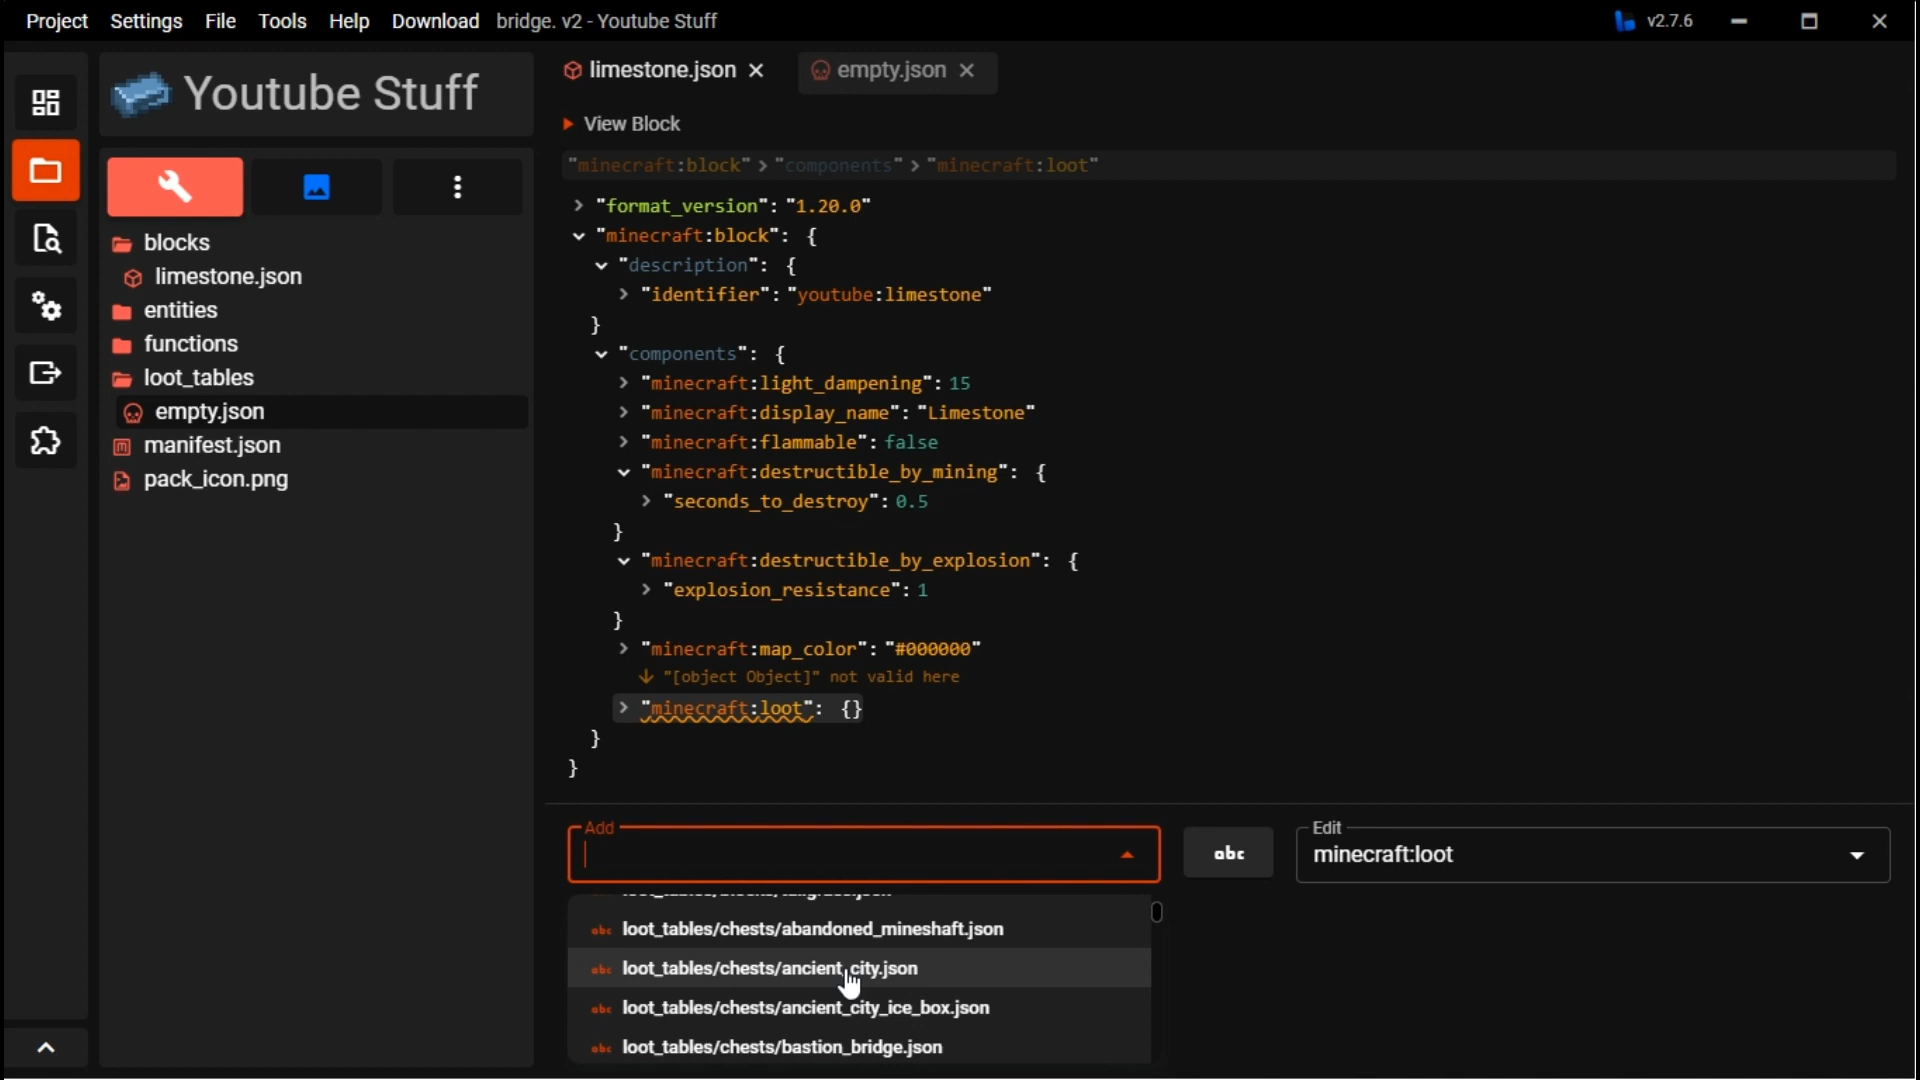 Project Settings File Tools Help Download bridge. v2 - Youtube Stuff v2.7.6
Youtube Stuff
blocks
limestone.json
entities
functions
loot_tables
empty.json
manifest.json
pack_icon.png
limestone.json empty.json
View Block
"minecraft:block" > "components" > "minecraft:loot"
"format_version": "1.20.0"
"minecraft:block": {
"description": {
"identifier": "youtube:limestone"
}
"components": {
"minecraft:light_dampening": 15
"minecraft:display_name": "Limestone"
"minecraft:flammable": false
"minecraft:destructible_by_mining": {
"seconds_to_destroy": 0.5
}
"minecraft:destructible_by_explosion": {
"explosion_resistance": 1
}
"minecraft:map_color": "#000000"
"[object Object]" not valid here
"minecraft:loot": {}
}
}
Add
abc
Edit
minecraft:loot
abc loot_tables/chests/abandoned_mineshaft.json
abc loot_tables/chests/ancient_city.json
abc loot_tables/chests/ancient_city_ice_box.json
abc loot_tables/chests/bastion_bridge.json